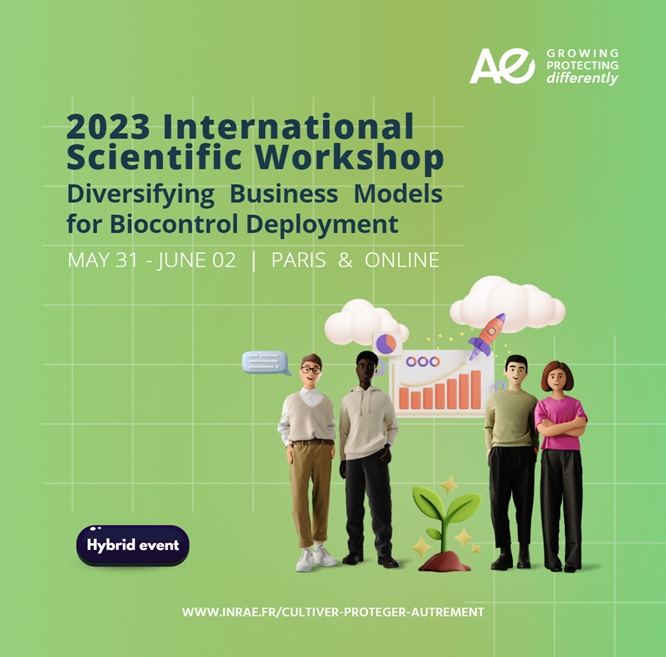 AE
GROWING
PROTECTING
differently
2023 International
Scientific Workshop
Diversifying Business Models
for Biocontrol Deployment
MAY 31 - JUNE 02 | PARIS & ONLINE
Hybrid event
WWW.INRAE.FR/CULTIVER-PROTEGER-AUTREMENT